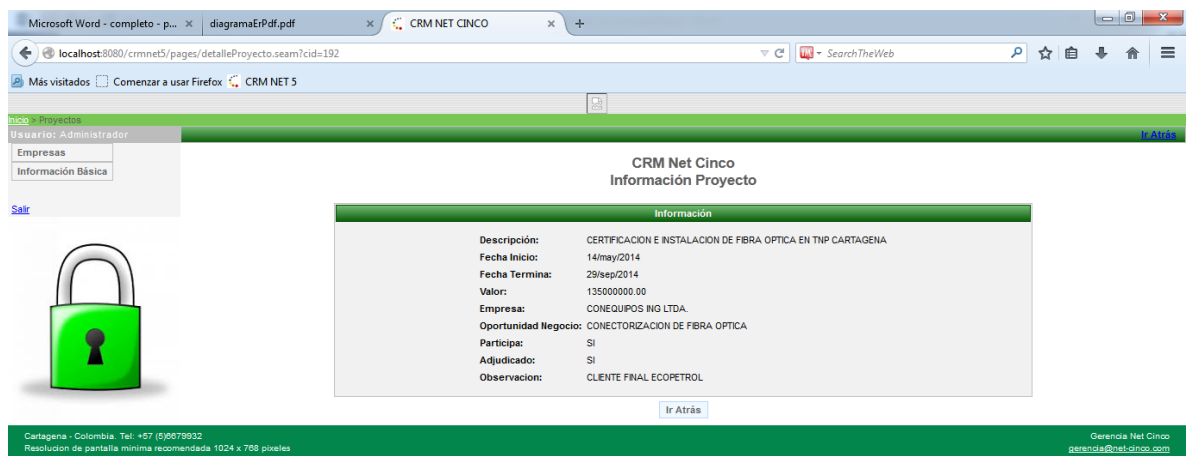 Microsoft Word - completo - p... × diagramaErPdf.pdf × CRM NET CINCO × +
localhost:8080/crmnet5/pages/detalleProyecto.seam?cid=192 SearchTheWeb
Más visitados Comenzar a usar Firefox CRM NET 5
Inicio > Proyectos
Usuario: Administrador Ir Atrás
Empresas
Información Básica
Salir
CRM Net Cinco
Información Proyecto
Información
Descripción: CERTIFICACION E INSTALACION DE FIBRA OPTICA EN TNP CARTAGENA
Fecha Inicio: 14/may/2014
Fecha Termina: 29/sep/2014
Valor: 135000000.00
Empresa: CONEQUIPOS ING LTDA.
Oportunidad Negocio: CONECTORIZACION DE FIBRA OPTICA
Participa: SI
Adjudicado: SI
Observacion: CLIENTE FINAL ECOPETROL
Ir Atrás
Cartagena - Colombia. Tel: +57 (5)6679932 Gerencia Net Cinco
Resolucion de pantalla minima recomendada 1024 x 768 pixeles gerencia@net-cinco.com